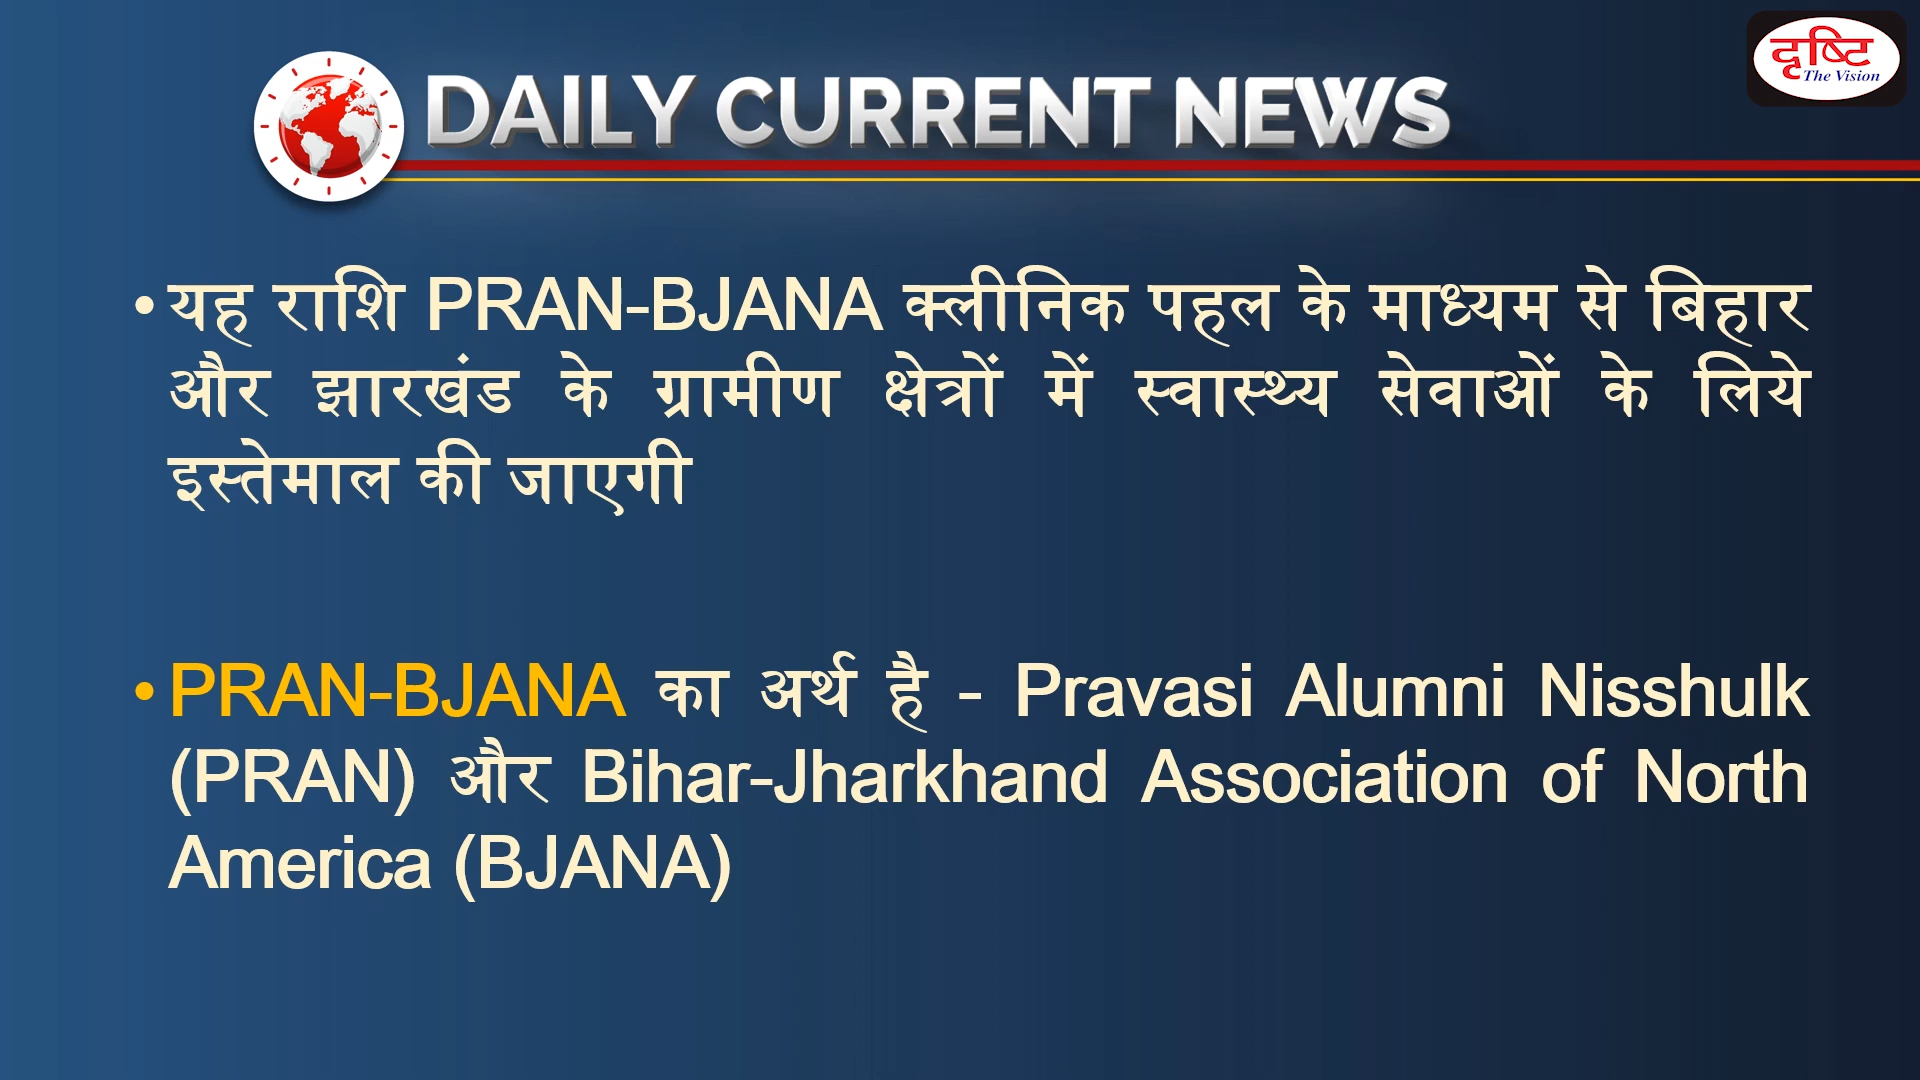 दृष्टि
The Vision
DAILY CURRENT NEWS
• यह राशि PRAN-BJANA क्लीनिक पहल के माध्यम से बिहार
और झारखंड के ग्रामीण क्षेत्रों में स्वास्थ्य सेवाओं के लिये
इस्तेमाल की जाएगी
• PRAN-BJANA का अर्थ है - Pravasi Alumni Nisshulk
(PRAN) और Bihar-Jharkhand Association of North
America (BJANA)